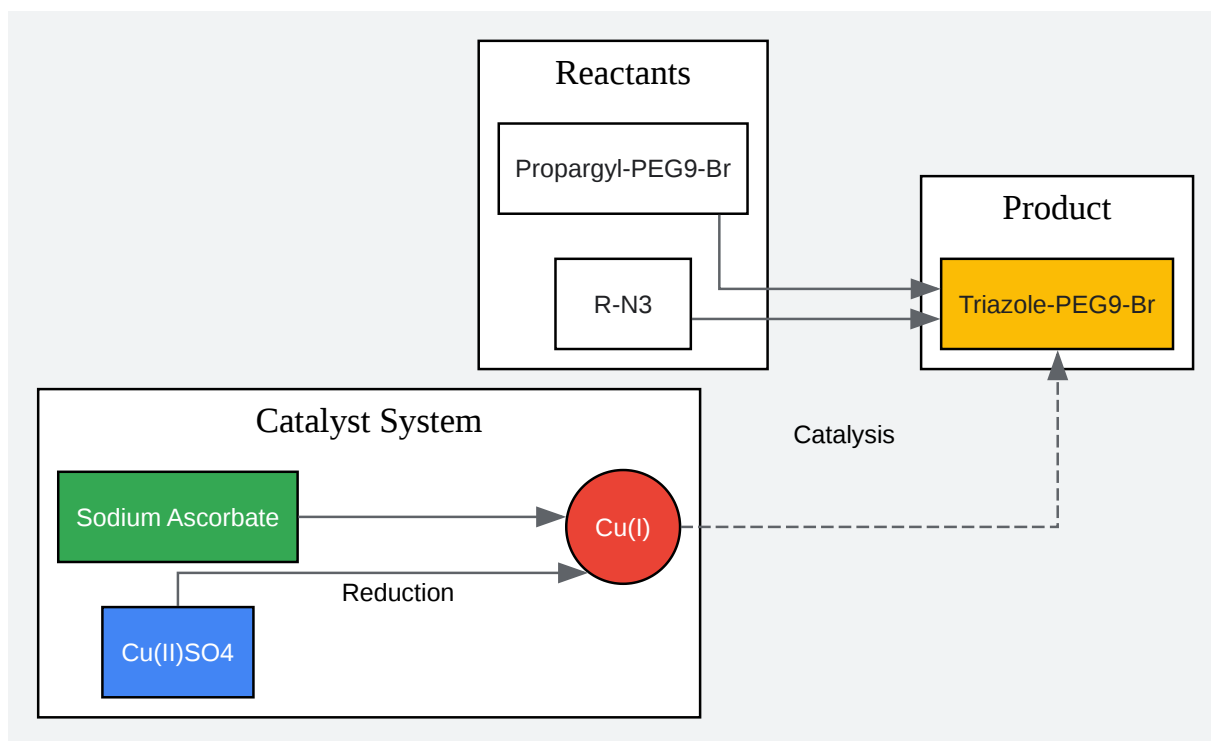 Reactants
Propargyl-PEG9-Br
R-N3
Product
Triazole-PEG9-Br
Catalyst System
Sodium Ascorbate
Cu(II)SO4
Reduction
Cu(I)
Catalysis